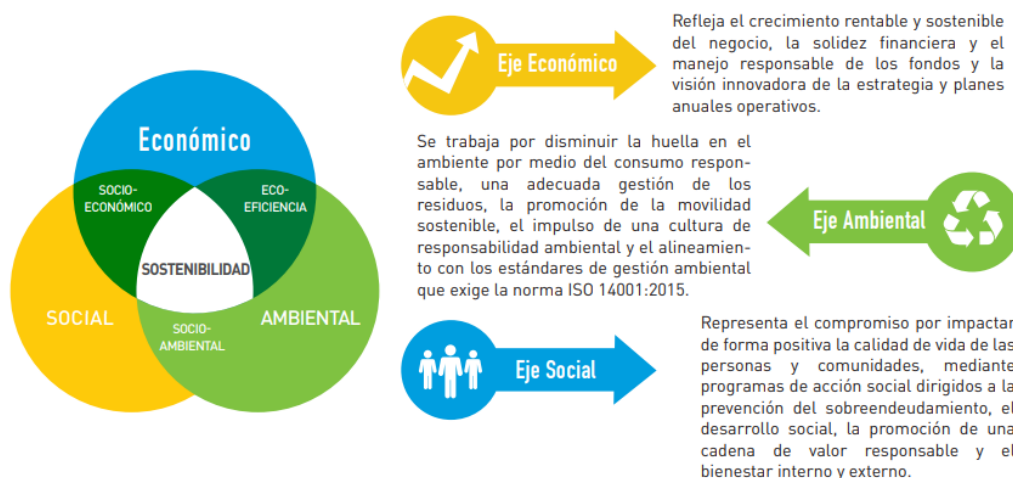 Económico
SOCIO-
ECONÓMICO
ECO-
EFICIENCIA
SOSTENIBILIDAD
SOCIAL
AMBIENTAL
SOCIO-
AMBIENTAL
Eje Económico
Refleja el crecimiento rentable y sostenible
del negocio, la solidez financiera y el
manejo responsable de los fondos y la
visión innovadora de la estrategia y planes
anuales operativos.
Se trabaja por disminuir la huella en el
ambiente por medio del consumo respon-
sable, una adecuada gestión de los
residuos, la promoción de la movilidad
sostenible, el impulso de una cultura de
responsabilidad ambiental y el alineamien-
to con los estándares de gestión ambiental
que exige la norma ISO 14001:2015.
Eje Ambiental
Eje Social
Representa el compromiso por impactar
de forma positiva la calidad de vida de las
personas y comunidades, mediante
programas de acción social dirigidos a la
prevención del sobreendeudamiento, el
desarrollo social, la promoción de una
cadena de valor responsable y el
bienestar interno y externo.